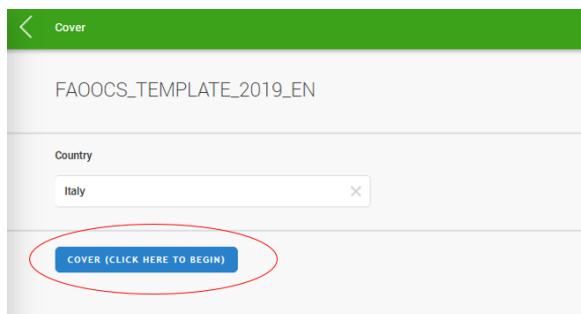 Cover
FAOOCS_TEMPLATE_2019_EN
Country
Italy
COVER (CLICK HERE TO BEGIN)